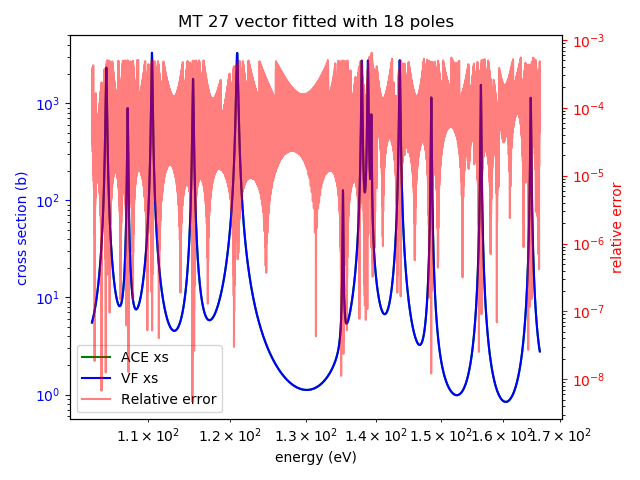 MT 27 vector fitted with 18 poles
10³
10²
10¹
10⁰
cross section (b)
10⁻³
10⁻⁴
10⁻⁵
10⁻⁶
10⁻⁷
10⁻⁸
relative error
ACE xs
VF xs
Relative error
1.1 × 10² 1.2 × 10² 1.3 × 10² 1.4 × 10² 1.5 × 10² 1.6 × 10² 1.7 × 10²
energy (eV)